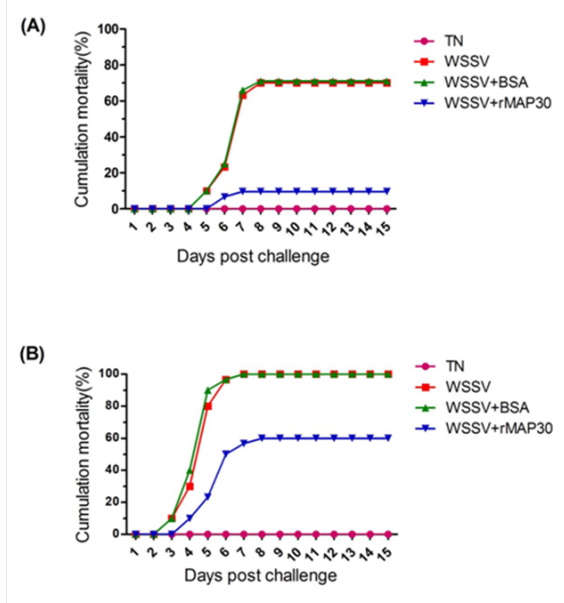 (A)
Cumulation mortality(%)
100
80
60
40
20
0
1 2 3 4 5 6 7 8 9 10 11 12 13 14 15
Days post challenge
TN
WSSV
WSSV+BSA
WSSV+rMAP30
(B)
Cumulation mortality(%)
100
80
60
40
20
0
1 2 3 4 5 6 7 8 9 10 11 12 13 14 15
Days post challenge
TN
WSSV
WSSV+BSA
WSSV+rMAP30